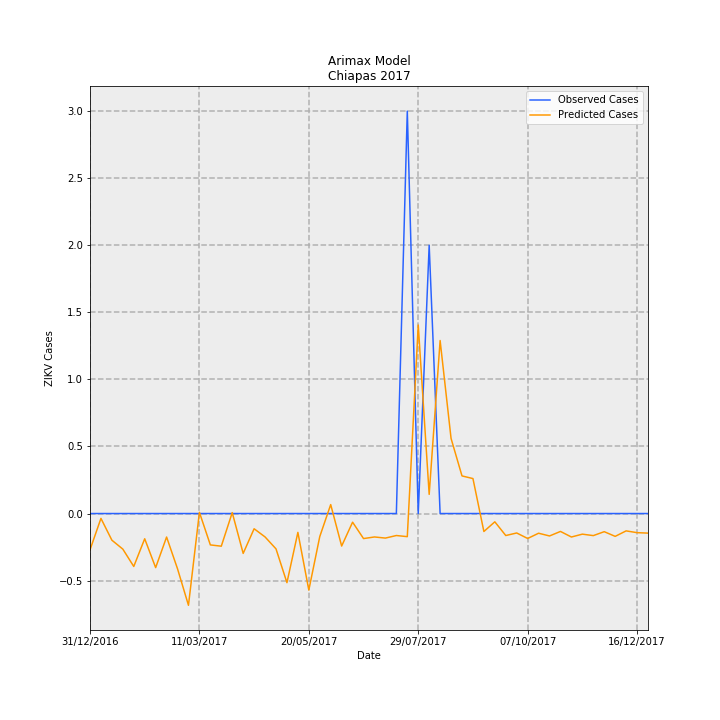 Arimax Model
Chiapas 2017
Observed Cases
Predicted Cases
3.0
2.5
2.0
1.5
1.0
0.5
0.0
−0.5
ZIKV Cases
31/12/2016 11/03/2017 20/05/2017 29/07/2017 07/10/2017 16/12/2017
Date